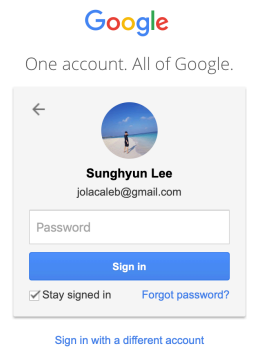 Google
One account. All of Google.
Sunghyun Lee
jolacaleb@gmail.com
Password
Sign in
Stay signed in Forgot password?
Sign in with a different account